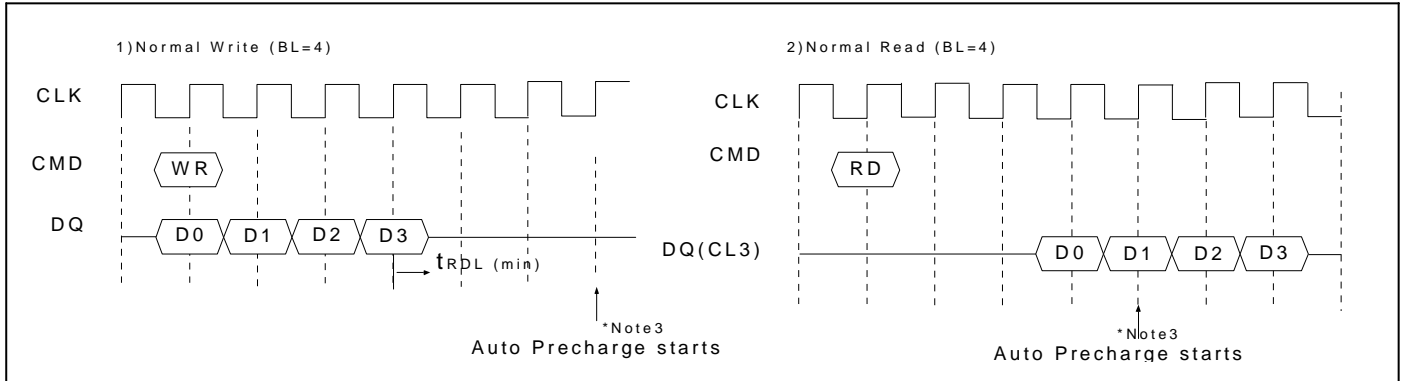 1)Normal Write (BL=4)
CLK
CMD
WR
DQ
D0 D1 D2 D3
tRDL (min)
*Note3
Auto Precharge starts
2)Normal Read (BL=4)
CLK
CMD
RD
DQ(CL3)
D0 D1 D2 D3
*Note3
Auto Precharge starts